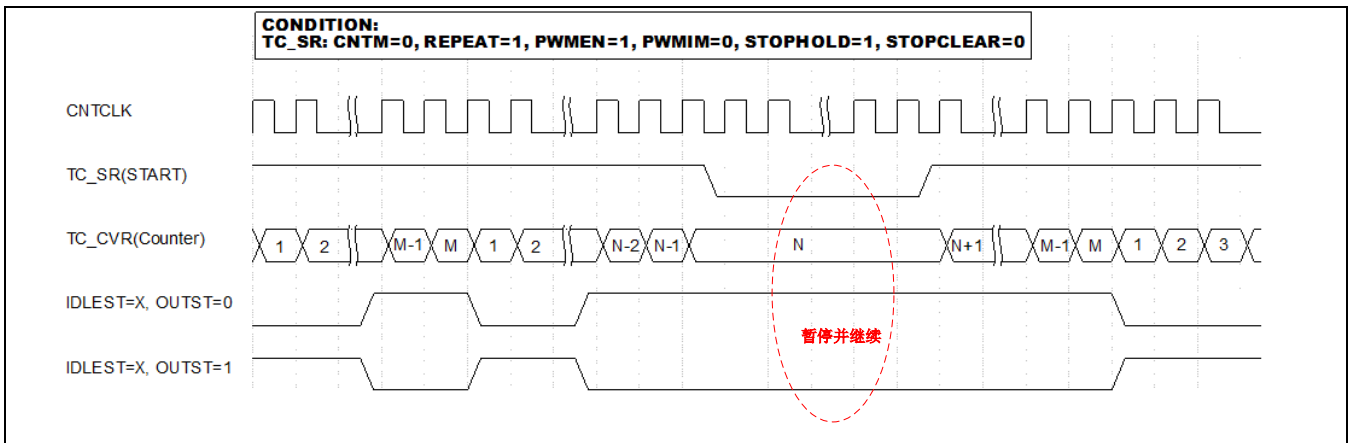 CONDITION:
TC_SR: CNTM=0, REPEAT=1, PWMEN=1, PWMIM=0, STOPHOLD=1, STOPCLEAR=0
CNTCLK
TC_SR(START)
TC_CVR(Counter) 1 2 M-1 M 1 2 N-2 N-1 N N+1 M-1 M 1 2 3
IDLEST=X, OUTST=0
暂停并继续
IDLEST=X, OUTST=1